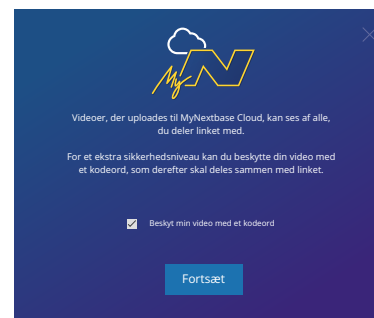 My N
Videoer, der uploades til MyNextbase Cloud, kan ses af alle,
du deler linket med.
For et ekstra sikkerhedsniveau kan du beskytte din video med
et kodeord, som derefter skal deles sammen med linket.
Beskyt min video med et kodeord
Fortsæt